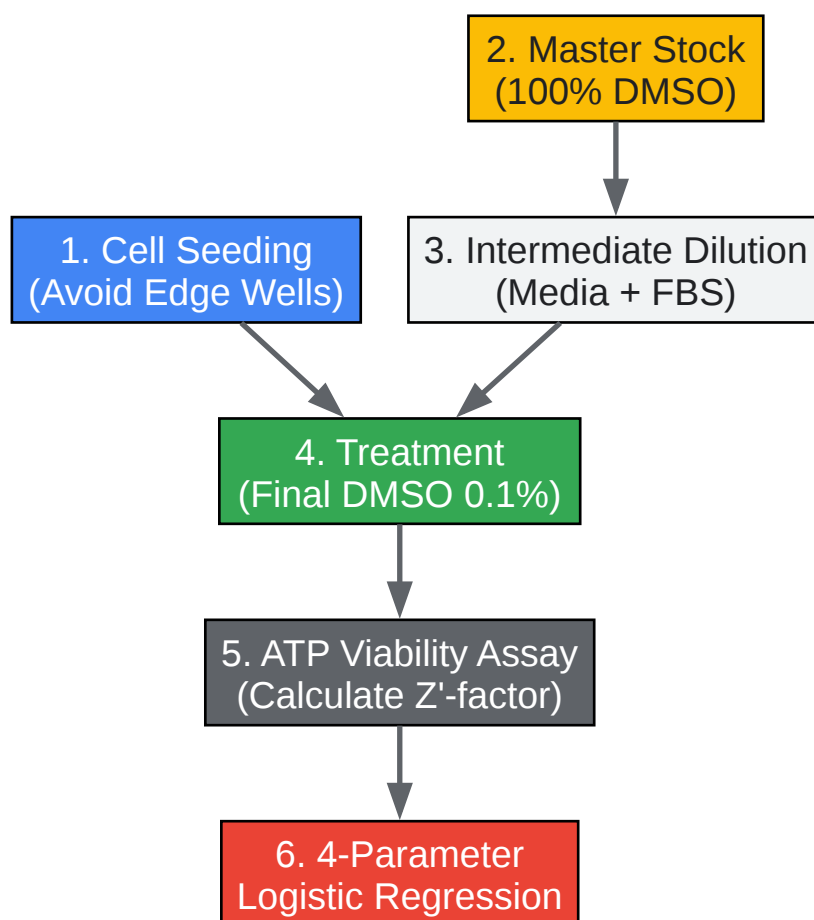 2. Master Stock
(100% DMSO)
1. Cell Seeding
(Avoid Edge Wells)
3. Intermediate Dilution
(Media + FBS)
4. Treatment
(Final DMSO 0.1%)
5. ATP Viability Assay
(Calculate Z'-factor)
6. 4-Parameter
Logistic Regression